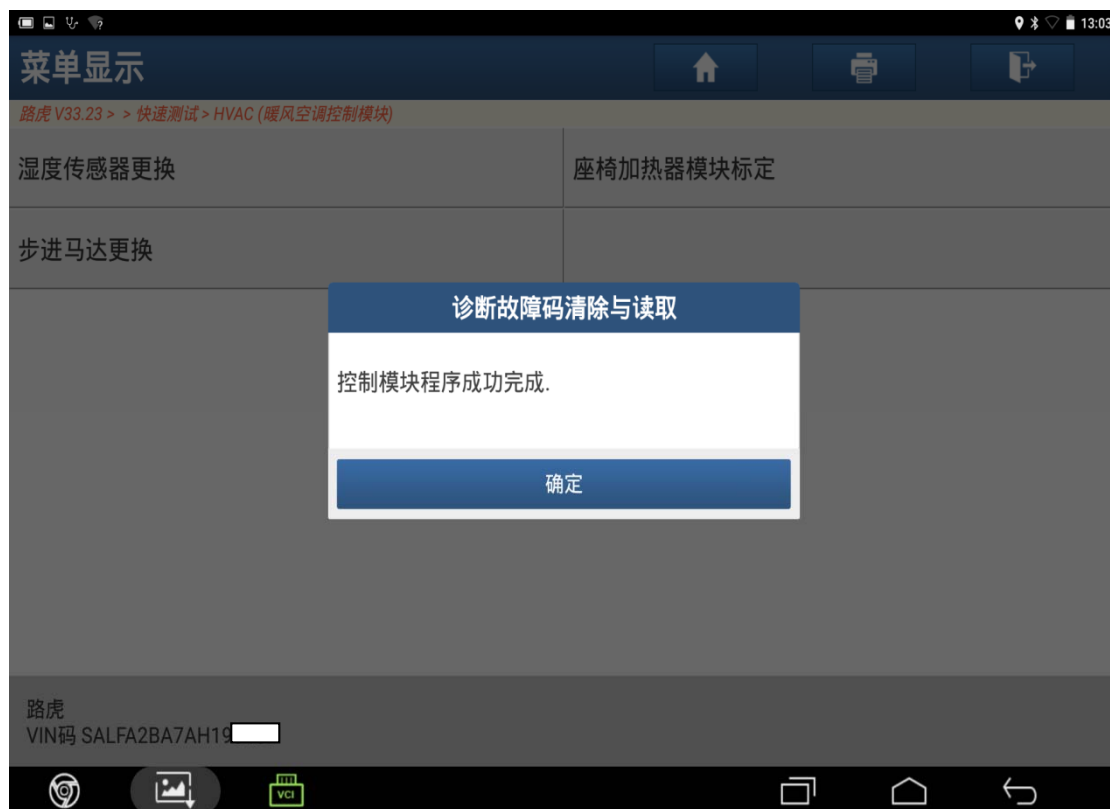 13:03
菜单显示
路虎 V33.23 > > 快速测试 > HVAC (暖风空调控制模块)
湿度传感器更换
座椅加热器模块标定
步进马达更换
诊断故障码清除与读取
控制模块程序成功完成.
确定
路虎
VIN码 SALFA2BA7AH19
VCI